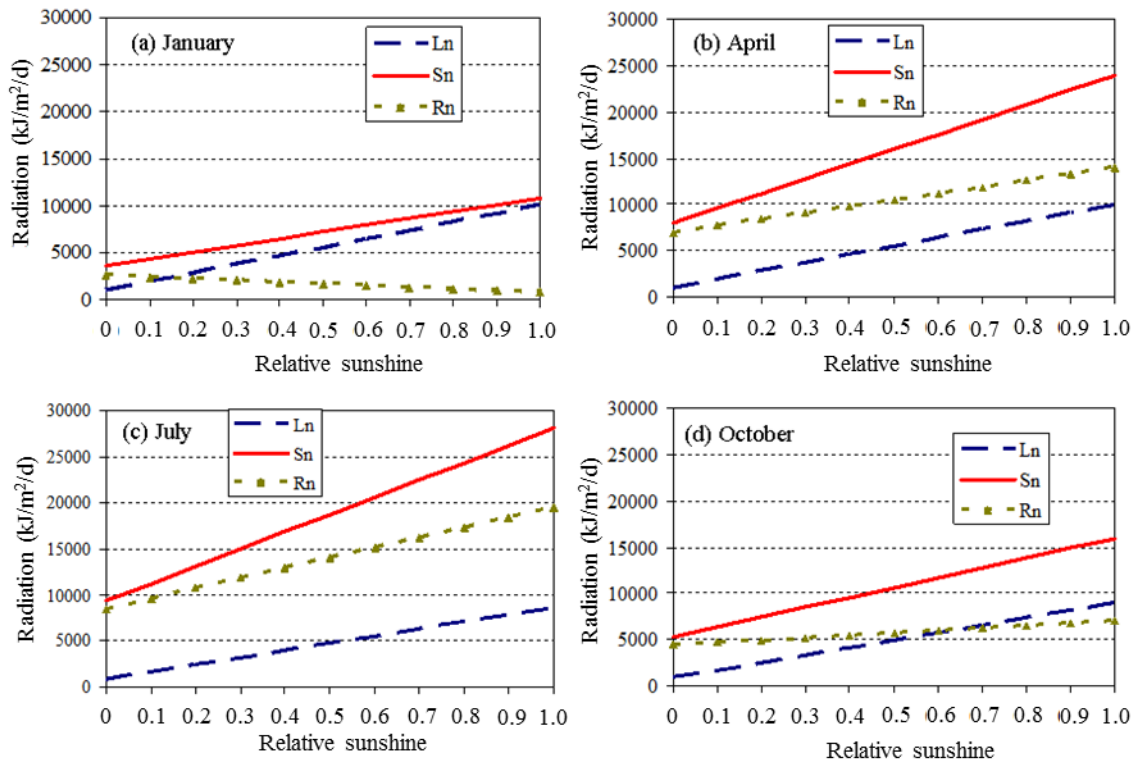 (a) January
Ln
Sn
Rn
30000
25000
20000
15000
10000
5000
0
Radiation (kJ/m²/d)
0 0.1 0.2 0.3 0.4 0.5 0.6 0.7 0.8 0.9 1.0
Relative sunshine
(b) April
Ln
Sn
Rn
30000
25000
20000
15000
10000
5000
0
Radiation (kJ/m²/d)
0 0.1 0.2 0.3 0.4 0.5 0.6 0.7 0.8 0.9 1.0
Relative sunshine
(c) July
Ln
Sn
Rn
30000
25000
20000
15000
10000
5000
0
Radiation (kJ/m²/d)
0 0.1 0.2 0.3 0.4 0.5 0.6 0.7 0.8 0.9 1.0
Relative sunshine
(d) October
Ln
Sn
Rn
30000
25000
20000
15000
10000
5000
0
Radiation (kJ/m²/d)
0 0.1 0.2 0.3 0.4 0.5 0.6 0.7 0.8 0.9 1.0
Relative sunshine